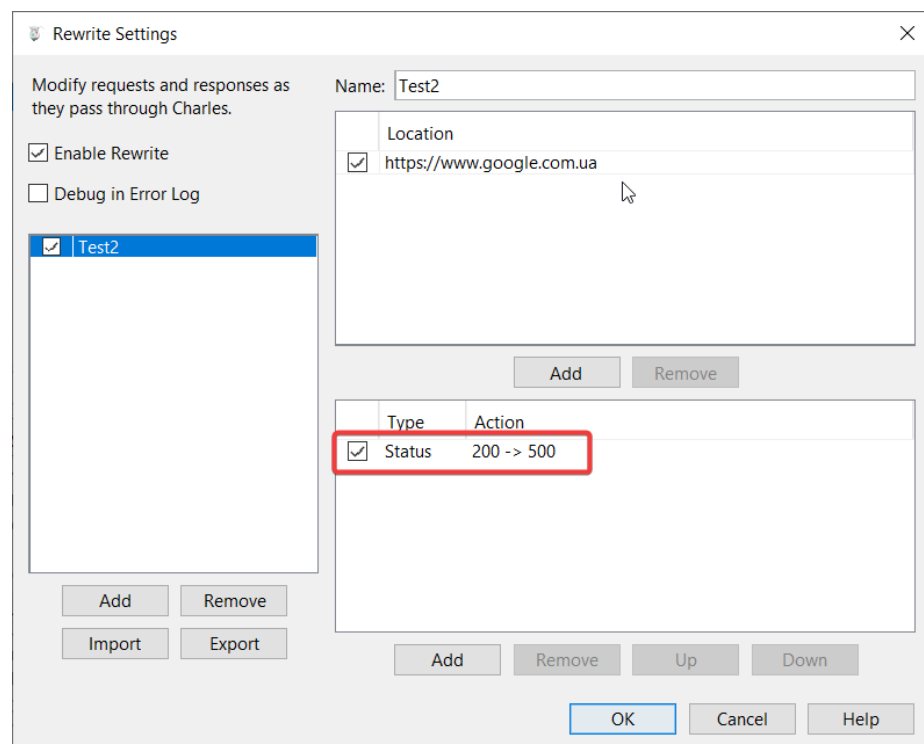 Rewrite Settings
Modify requests and responses as
they pass through Charles.
Enable Rewrite
Debug in Error Log
Test2
Add
Remove
Import
Export
Name:
Test2
Location
https://www.google.com.ua
Add
Remove
Type
Action
Status
200 -> 500
Add
Remove
Up
Down
OK
Cancel
Help